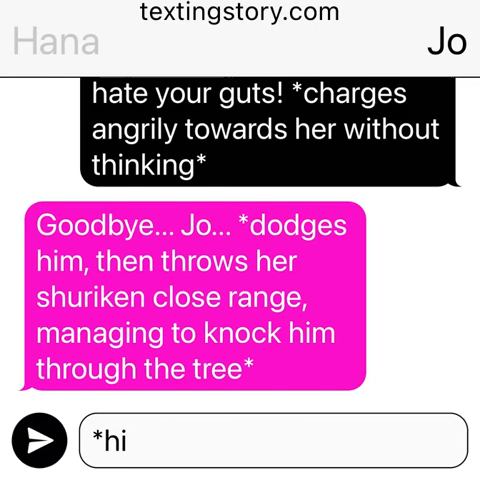 textingstory.com
Hana
Jo
hate your guts! *charges
angrily towards her without
thinking*
Goodbye... Jo... *dodges
him, then throws her
shuriken close range,
managing to knock him
through the tree*
*hi